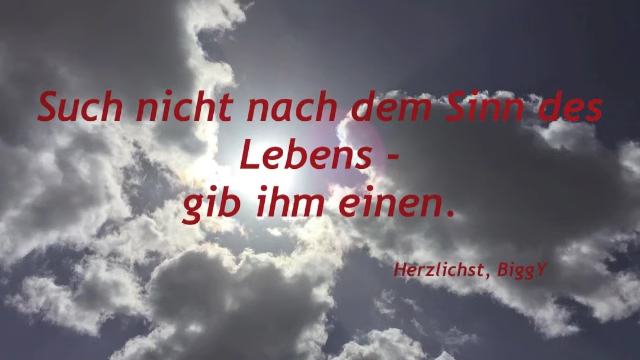 Such nicht nach dem Sinn des
Lebens -
gib ihm einen.
Herzlichst, BiggY